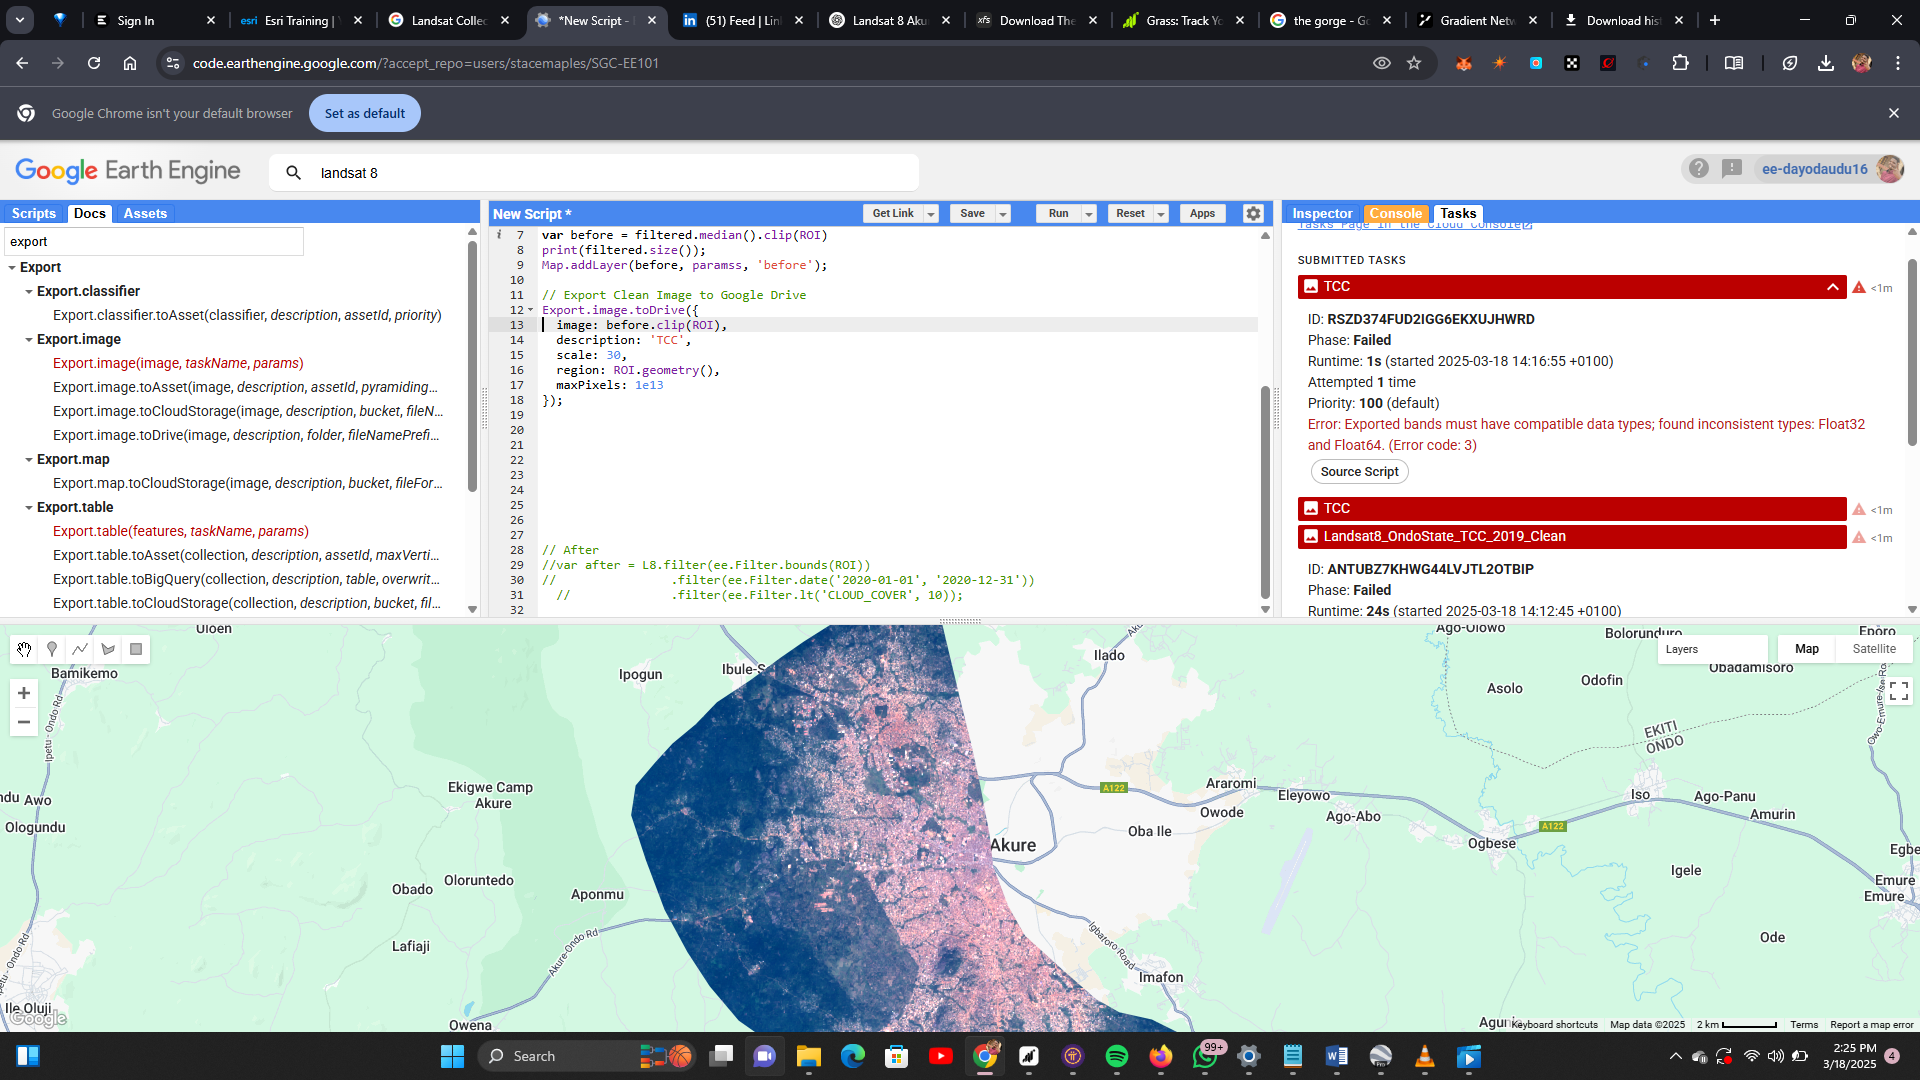 Sign In
esri
Esri Training | \
Landsat Collec
*New Script -
(51) Feed | Lin
Landsat 8 Aku
xfs
Download The
Grass: Track Yo
the gorge - Go
Gradient Netw
Download hist
code.earthengine.google.com/?accept_repo=users/stacemaples/SGC-EE101
Google Chrome isn't your default browser
Set as default
Google Earth Engine
landsat 8
ee-dayodaudu16
Scripts
Docs
Assets
export
Export
Export.classifier
Export.classifier.toAsset(classifier, description, assetId, priority)
Export.image
Export.image(image, taskName, params)
Export.image.toAsset(image, description, assetId, pyramiding...
Export.image.toCloudStorage(image, description, bucket, fileN...
Export.image.toDrive(image, description, folder, fileNamePrefi...
Export.map
Export.map.toCloudStorage(image, description, bucket, fileFor...
Export.table
Export.table(features, taskName, params)
Export.table.toAsset(collection, description, assetId, maxVerti...
Export.table.toBigQuery(collection, description, table, overwrit...
Export.table.toCloudStorage(collection, description, bucket, fil...
New Script *
Get Link
Save
Run
Reset
Apps
i 7 var before = filtered.median().clip(ROI)
8 print(filtered.size());
9 Map.addLayer(before, paramss, 'before');
10
11 // Export Clean Image to Google Drive
12 Export.image.toDrive({
13 image: before.clip(ROI),
14 description: 'TCC',
15 scale: 30,
16 region: ROI.geometry(),
17 maxPixels: 1e13
18 });
19
20
21
22
23
24
25
26
27
28 // After
29 //var after = L8.filter(ee.Filter.bounds(ROI))
30 // .filter(ee.Filter.date('2020-01-01', '2020-12-31'))
31 // .filter(ee.Filter.lt('CLOUD_COVER', 10));
32
Inspector
Console
Tasks
Tasks Page in the Cloud Console
SUBMITTED TASKS
TCC
<1m
ID: RSZD374FUD2IGG6EKXUJHWRD
Phase: Failed
Runtime: 1s (started 2025-03-18 14:16:55 +0100)
Attempted 1 time
Priority: 100 (default)
Error: Exported bands must have compatible data types; found inconsistent types: Float32
and Float64. (Error code: 3)
Source Script
TCC
<1m
Landsat8_OndoState_TCC_2019_Clean
<1m
ID: ANTUBZ7KHWG44LVJTL2OTBIP
Phase: Failed
Runtime: 24s (started 2025-03-18 14:12:45 +0100)
Uloen
Bamikemo
Ipetu - Ondo Rd
ndu Awo
Ologundu
Ile Oluji
Ipogun
Ibule-S
Ekigwe Camp
Akure
Obado
Oloruntedo
Aponmu
Lafiaji
Akure-Ondo Rd
Owena
Ilado
Akure
A122
Araromi
Owode
Oba Ile
Eleyowo
Ago-Abo
Igbatoro Road
Imafon
Ago-Olowo
Bolorunduro
Eporo
Obadamisoro
Asolo
Odofin
EKITI
ONDO
Iso
Ago-Panu
Amurin
A122
Ogbese
Igele
Egbe
Emure
Emure
Owo-Emure-Ise Ro
Ode
Layers
Map
Satellite
Google
Keyboard shortcuts
Map data ©2025
2 km
Terms
Report a map error
Search
99+
2:25 PM
3/18/2025
4